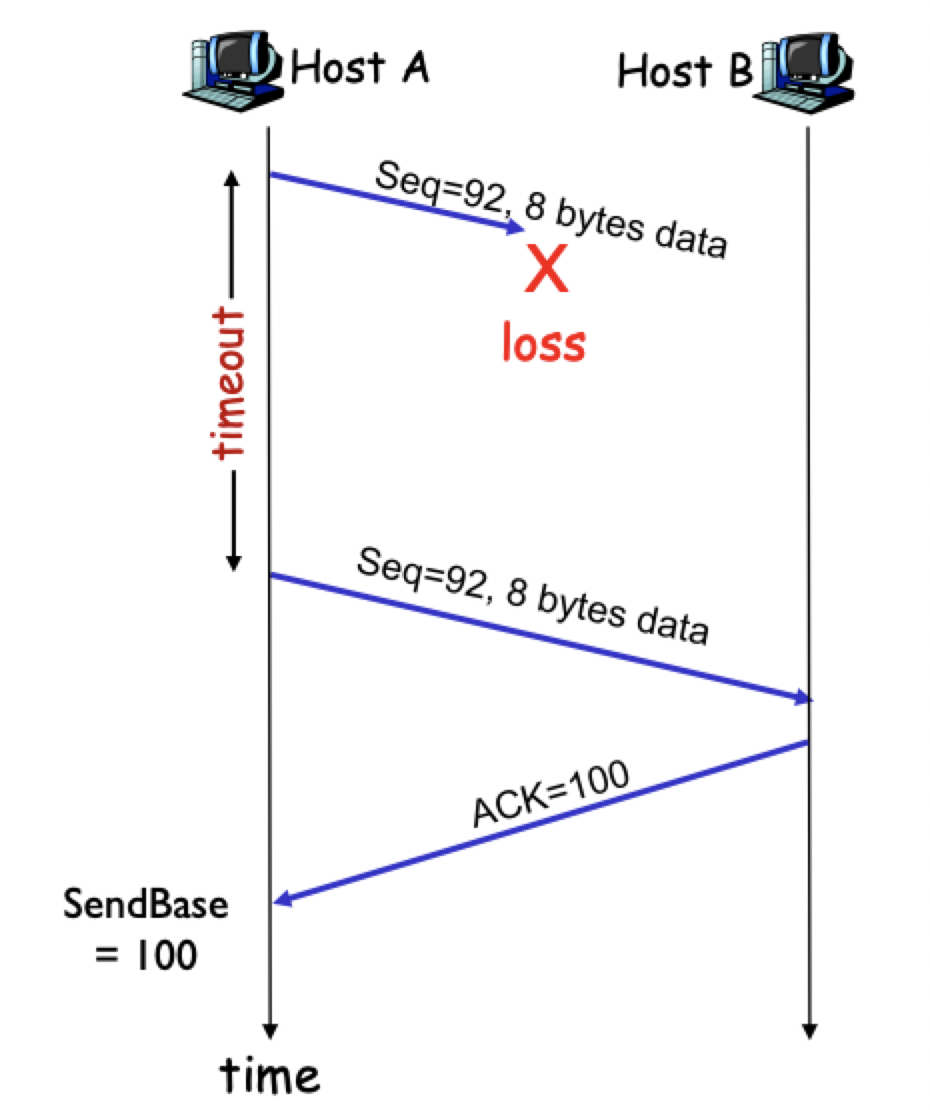 Host A
Host B
Seq=92, 8 bytes data
X
loss
timeout
Seq=92, 8 bytes data
ACK=100
SendBase
= 100
time